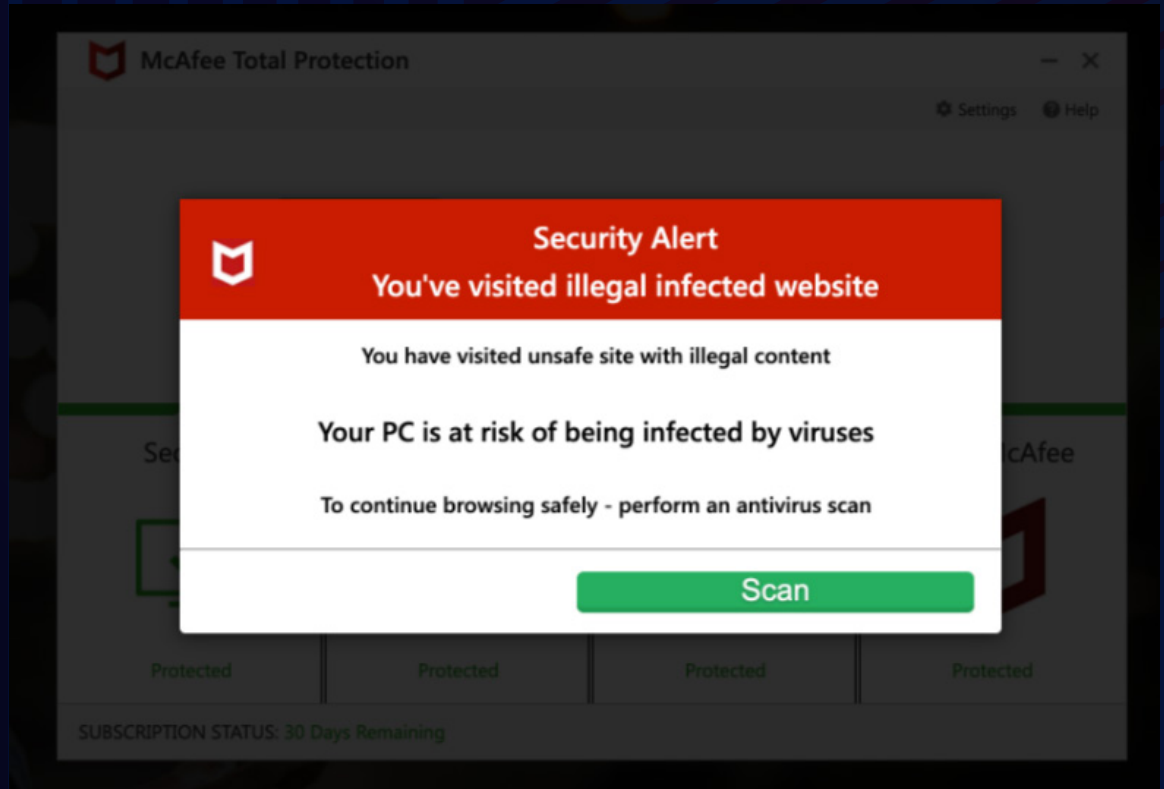 McAfee Total Protection
Settings Help
Security Alert
You've visited illegal infected website
You have visited unsafe site with illegal content
Your PC is at risk of being infected by viruses
To continue browsing safely - perform an antivirus scan
Scan
Protected Protected Protected Protected
SUBSCRIPTION STATUS: 30 Days Remaining